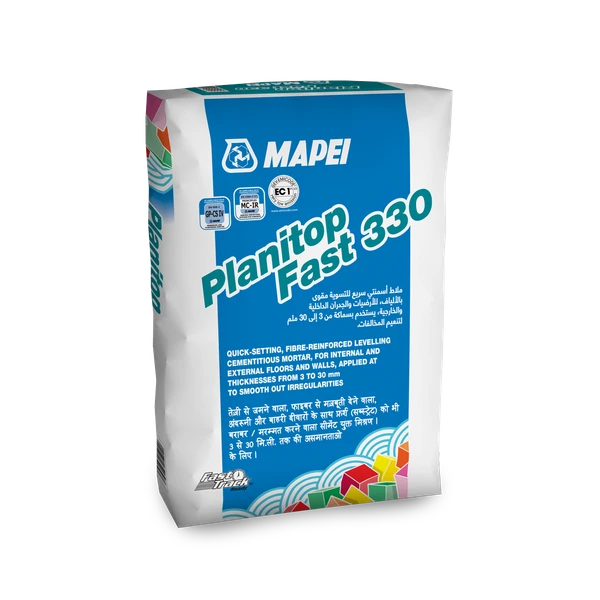 MAPEI
GP-CS IV
MC-IR
EMICODE
EC1
Planitop
Fast 330
ملاط أسمنتي سريع للتسوية مقوى
بالألياف، للأرضيات والجدران الداخلية
والخارجية، يستخدم بسماكة من 3 إلى 30 ملم
لتنعيم المخالفات.
QUICK-SETTING, FIBRE-REINFORCED LEVELLING
CEMENTITIOUS MORTAR, FOR INTERNAL AND
EXTERNAL FLOORS AND WALLS, APPLIED AT
THICKNESSES FROM 3 TO 30 mm
TO SMOOTH OUT IRREGULARITIES
तेज़ी से जमने वाला, फाइबर से मज़बूती देने वाला,
अंदरूनी और बाहरी दीवारों के साथ फ़र्श (सब्स्ट्रेट) को भी
बराबर / मरम्मत करने वाला सीमेंट युक्त मिश्रण।
3 से 30 मि.ली. तक की असमानताओं
के लिए।
Fast
Track
Planitop